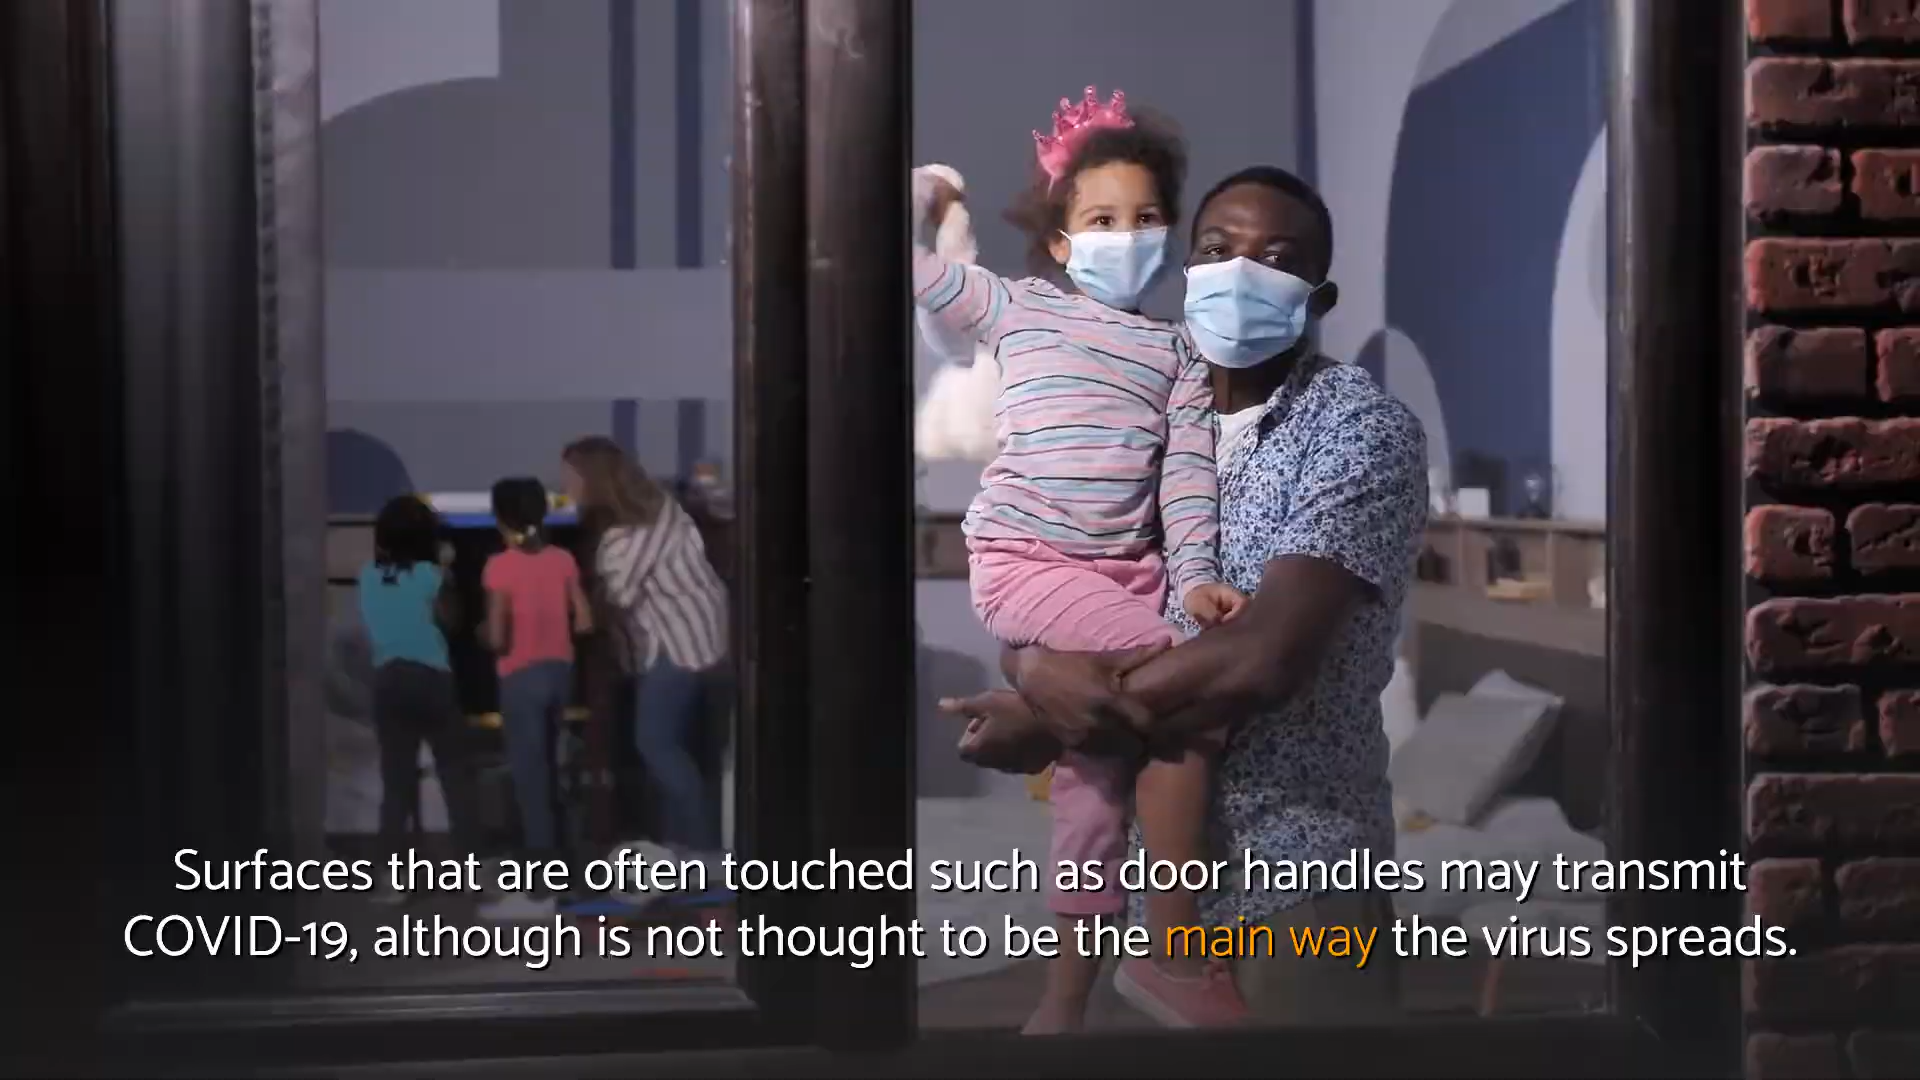 Surfaces that are often touched such as door handles may transmit
COVID-19, although is not thought to be the main way the virus spreads.